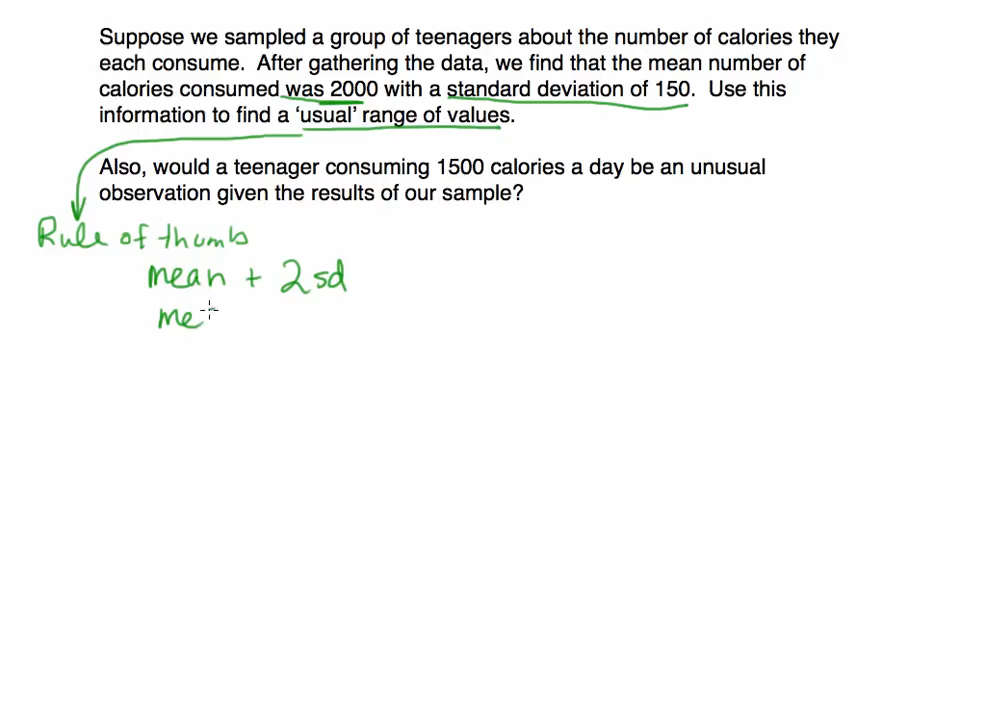 Suppose we sampled a group of teenagers about the number of calories they
each consume.  After gathering the data, we find that the mean number of
calories consumed was 2000 with a standard deviation of 150.  Use this
information to find a ‘usual’ range of values.
Also, would a teenager consuming 1500 calories a day be an unusual
observation given the results of our sample?
Rule of thumb
mean + 2 sd
me